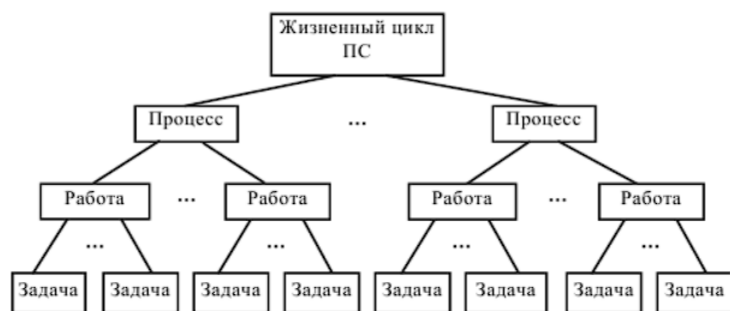 Жизненный цикл
ПС
Процесс ... Процесс
Работа ... Работа Работа ... Работа
... ... ... ...
Задача Задача Задача Задача Задача Задача Задача Задача